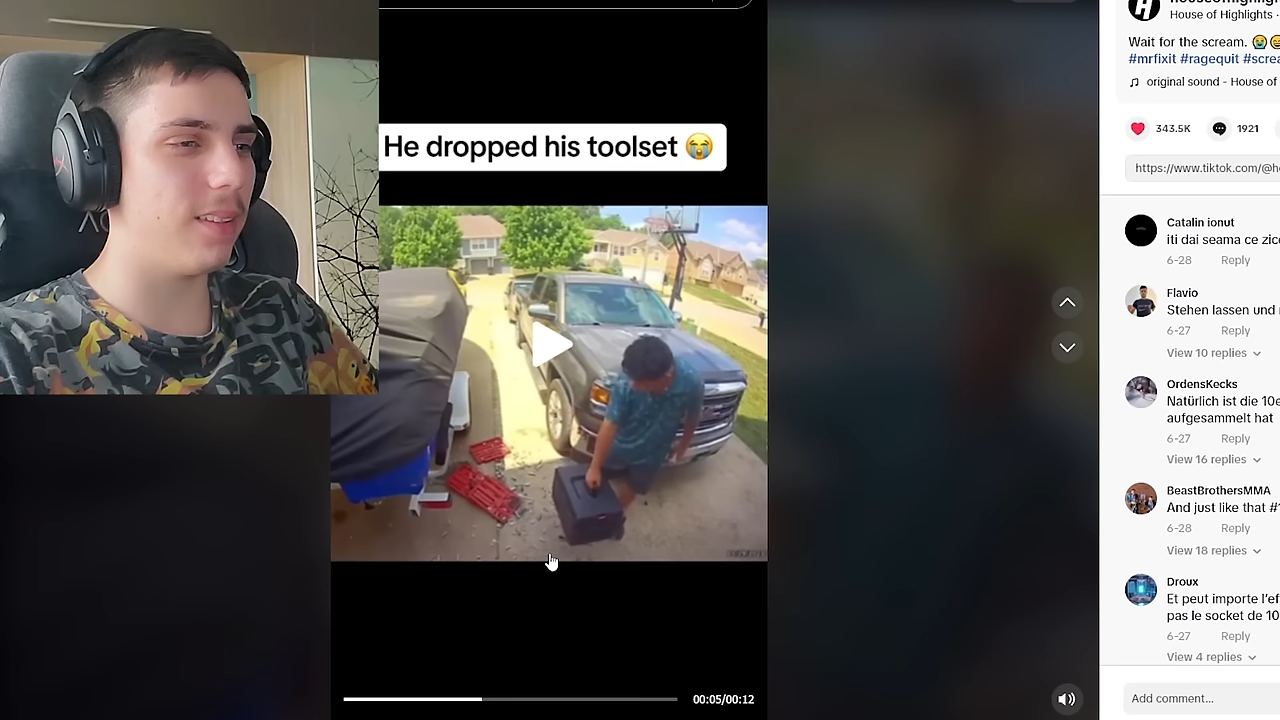 He dropped his toolset 😭
00:05/00:12
House of Highlights ·
Wait for the scream. 😭
#mrfixit #ragequit
original sound - House of
343.5K
1921
https://www.tiktok.com/@h
Catalin ionut
iti dai seama ce
6-28 Reply
Flavio
Stehen lassen und
6-27 Reply
View 10 replies
OrdensKecks
Natürlich ist die
aufgesammelt hat
6-27 Reply
View 16 replies
BeastBrothersMMA
And just like that
6-28 Reply
View 18 replies
Droux
Et peut importe
pas le socket de 10
6-27 Reply
View 4 replies
Add comment...